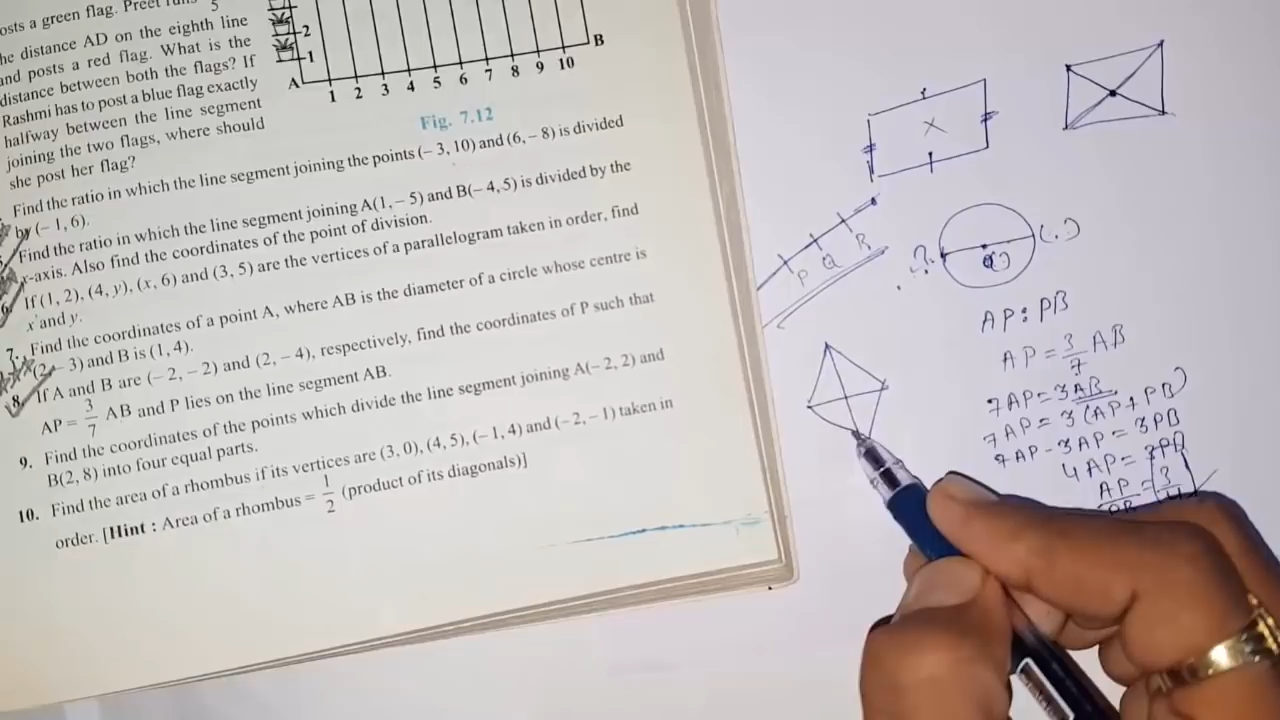 osts a green flag. Preet runs 5
he distance AD on the eighth line
and posts a red flag. What is the
distance between both the flags? If
Rashmi has to post a blue flag exactly
halfway between the line segment
joining the two flags, where should
she post her flag?
2
1
A
B
1 2 3 4 5 6 7 8 9 10
Fig. 7.12
Find the ratio in which the line segment joining the points (– 3, 10) and (6, – 8) is divided
by (– 1, 6).
Find the ratio in which the line segment joining A(1, – 5) and B(– 4, 5) is divided by the
x-axis. Also find the coordinates of the point of division.
If (1, 2), (4, y), (x, 6) and (3, 5) are the vertices of a parallelogram taken in order, find
x and y.
7. Find the coordinates of a point A, where AB is the diameter of a circle whose centre is
(2, – 3) and B is (1, 4).
8. If A and B are (– 2, – 2) and (2, – 4), respectively, find the coordinates of P such that
AP = 3/7 AB and P lies on the line segment AB.
9. Find the coordinates of the points which divide the line segment joining A(– 2, 2) and
B(2, 8) into four equal parts.
10. Find the area of a rhombus if its vertices are (3, 0), (4, 5), (– 1, 4) and (– 2, – 1) taken in
order. [Hint : Area of a rhombus = 1/2 (product of its diagonals)]
P Q R
?
(.)
AP : PB
AP = 3/7 AB
7AP = 3AB
7AP = 3(AP + PB)
7AP - 3AP = 3PB
4AP = 3PB
AP/PB = 3/4